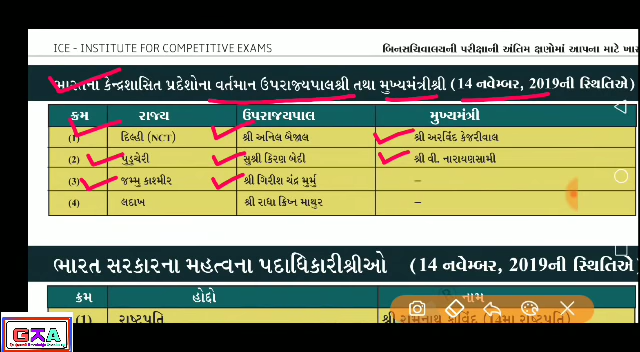 ICE - INSTITUTE FOR COMPETITIVE EXAMS બિનસચિવાલયની પરીક્ષાની અંતિમ ક્ષણોમાં આપના માટે
ભારતના કેન્દ્રશાસિત પ્રદેશોના વર્તમાન ઉપરાજ્યપાલશ્રી તથા મુખ્યમંત્રીશ્રી (14 નવેમ્બર, 2019ની સ્થિતિએ)
ક્રમ રાજ્ય ઉપરાજ્યપાલ મુખ્યમંત્રી
(1) દિલ્હી (NCT) શ્રી અનિલ બૈજાલ શ્રી અરવિંદ કેજરીવાલ
(2) પુડુચેરી સુશ્રી કિરણ બેદી શ્રી વી. નારાયણસામી
(3) જમ્મુ કાશ્મીર શ્રી ગિરીશ ચંદ્ર મુર્મુ –
(4) લદાખ શ્રી રાધા ક્રિષ્ન માથુર –
ભારત સરકારના મહત્વના પદાધિકારીશ્રીઓ (14 નવેમ્બર, 2019ની સ્થિતિએ)
ક્રમ હોદ્દો નામ
(1) રાષ્ટ્રપતિ શ્રી રામનાથ કોવિંદ (14મા રાષ્ટ્રપતિ)
GKA